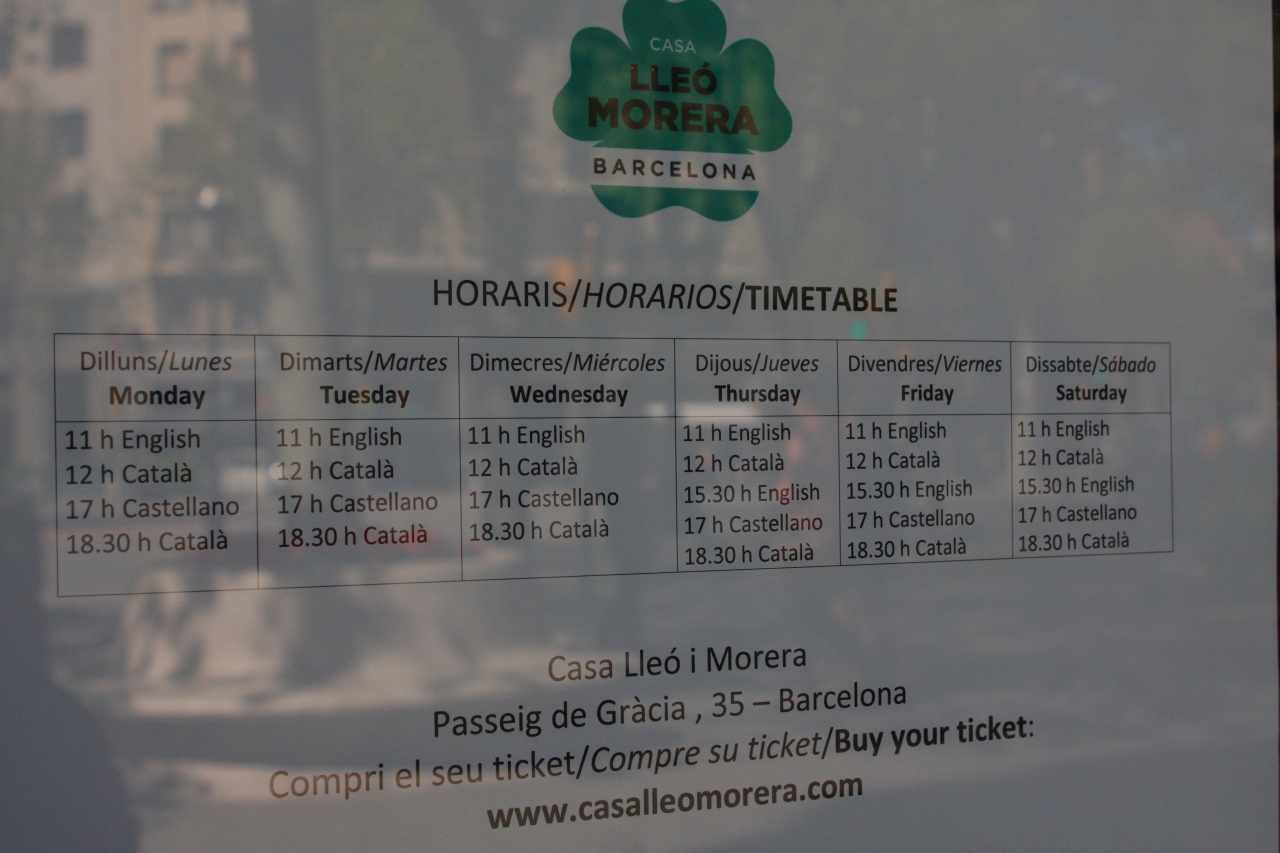 CASA
LLEÓ
MORERA
BARCELONA
HORARIS/HORARIOS/TIMETABLE
Dilluns/Lunes
Monday
11 h English
12 h Català
17 h Castellano
18.30 h Català
Dimarts/Martes
Tuesday
11 h English
12 h Català
17 h Castellano
18.30 h Català
Dimecres/Miércoles
Wednesday
11 h English
12 h Català
17 h Castellano
18.30 h Català
Dijous/Jueves
Thursday
11 h English
12 h Català
15.30 h English
17 h Castellano
18.30 h Català
Divendres/Viernes
Friday
11 h English
12 h Català
15.30 h English
17 h Castellano
18.30 h Català
Dissabte/Sábado
Saturday
11 h English
12 h Català
15.30 h English
17 h Castellano
18.30 h Català
Casa Lleó i Morera
Passeig de Gràcia , 35 – Barcelona
Compri el seu ticket/Compre su ticket/Buy your ticket:
www.casalleomorera.com